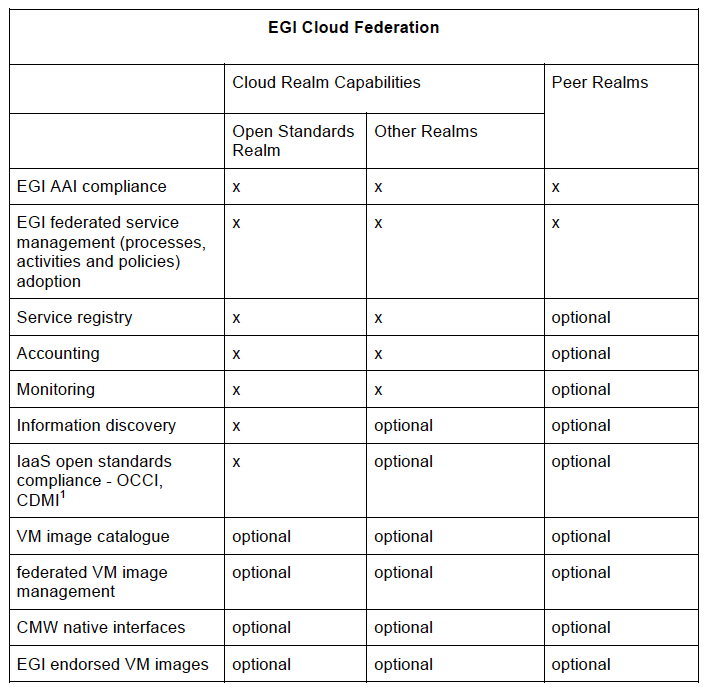 EGI Cloud Federation
Cloud Realm Capabilities Peer Realms
Open Standards Other Realms
Realm
EGI AAI compliance x x x
EGI federated service x x x
management (processes,
activities and policies)
adoption
Service registry x x optional
Accounting x x optional
Monitoring x x optional
Information discovery x optional optional
IaaS open standards x optional optional
compliance - OCCI,
CDMI1
VM image catalogue optional optional optional
federated VM image optional optional optional
management
CMW native interfaces optional optional optional
EGI endorsed VM images optional optional optional